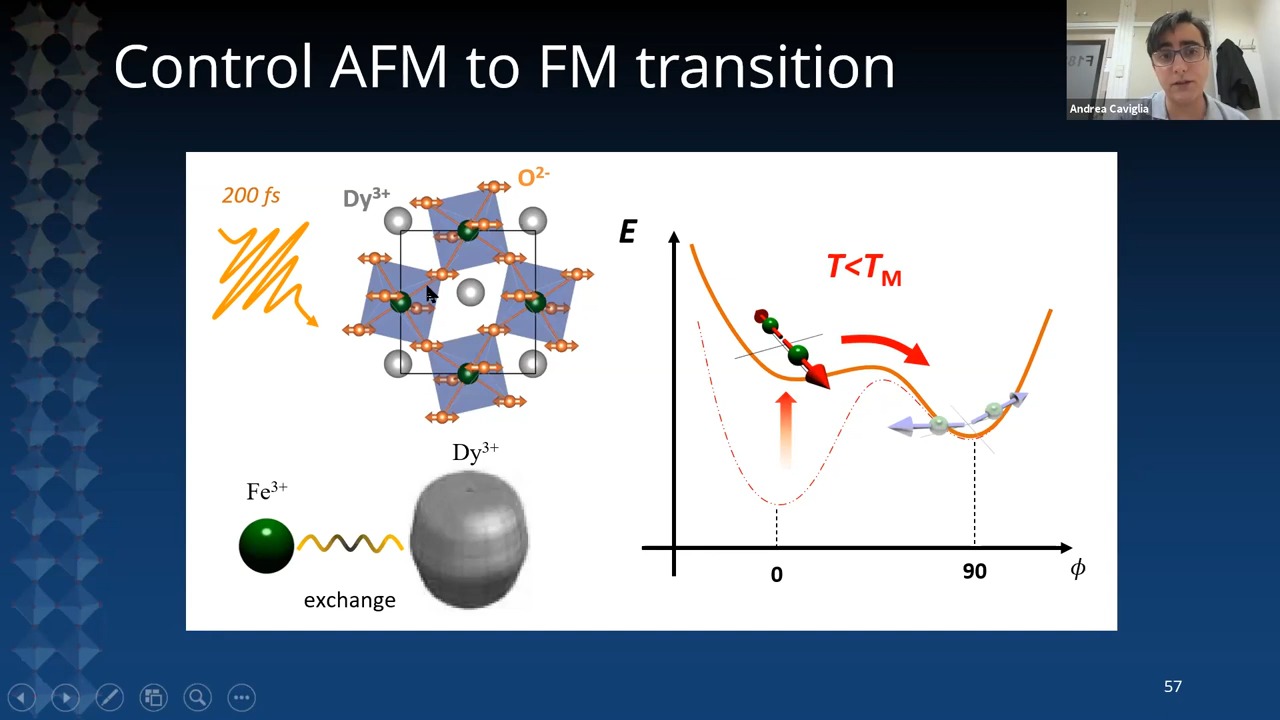 Control AFM to FM transition
Andrea Caviglia
200 fs
Dy³⁺
O²⁻
E
T<T_M
Dy³⁺
Fe³⁺
exchange
0
90
ϕ
57